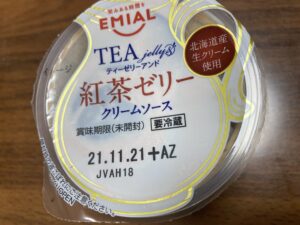 EMIAL
TEA jelly&
ティーゼリーアンド
紅茶ゼリー
クリームソース
北海道産
生クリーム
使用
賞味期限(未開封)
要冷蔵
21.11.21+AZ
JVAH18
OPEN